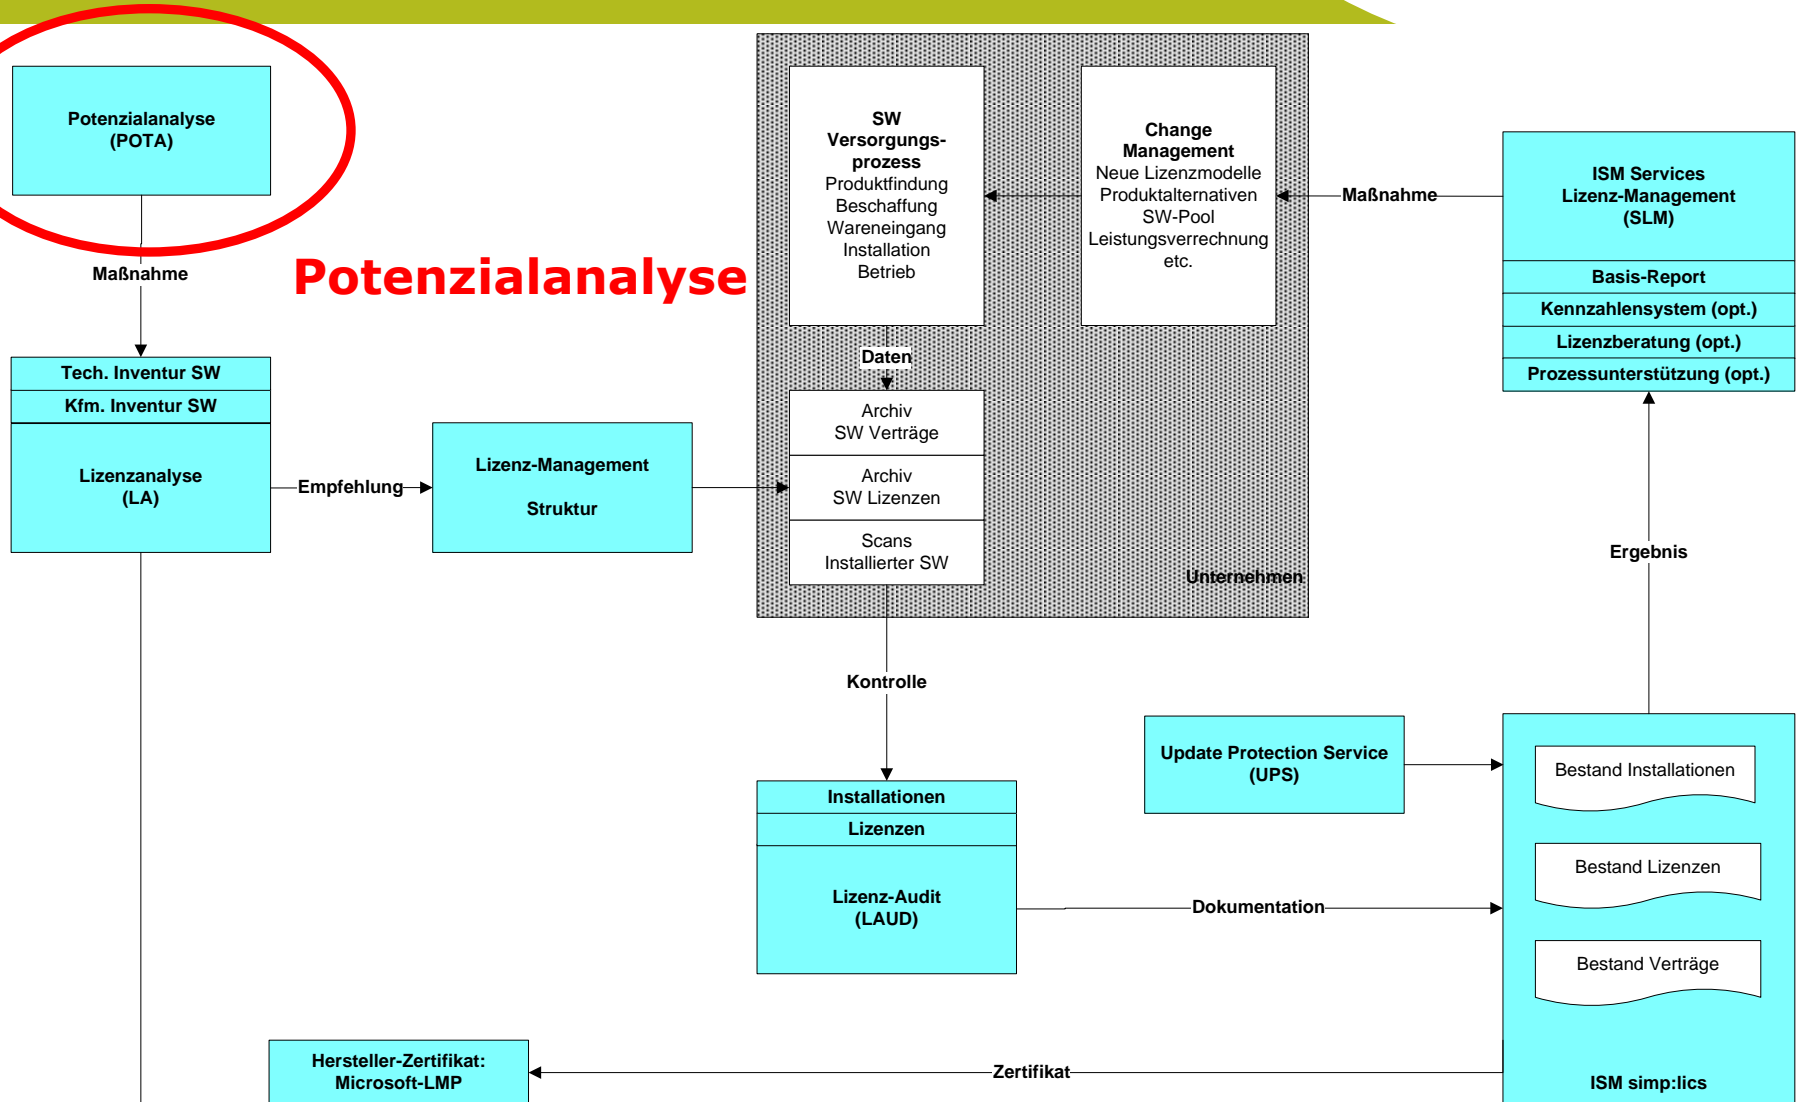 Potenzialanalyse
(POTA)
Maßnahme
Potenzialanalyse
Tech. Inventur SW
Kfm. Inventur SW
Lizenzanalyse
(LA)
Empfehlung
Lizenz-Management
Struktur
SW
Versorgungs-
prozess
Produktfindung
Beschaffung
Wareneingang
Installation
Betrieb
Change
Management
Neue Lizenzmodelle
Produktalternativen
SW-Pool
Leistungsverrechnung
etc.
Maßnahme
ISM Services
Lizenz-Management
(SLM)
Basis-Report
Kennzahlensystem (opt.)
Lizenzberatung (opt.)
Prozessunterstützung (opt.)
Daten
Archiv
SW Verträge
Archiv
SW Lizenzen
Scans
Installierter SW
Unternehmen
Ergebnis
Kontrolle
Installationen
Lizenzen
Lizenz-Audit
(LAUD)
Update Protection Service
(UPS)
Dokumentation
Bestand Installationen
Bestand Lizenzen
Bestand Verträge
ISM simp:lics
Zertifikat
Hersteller-Zertifikat:
Microsoft-LMP